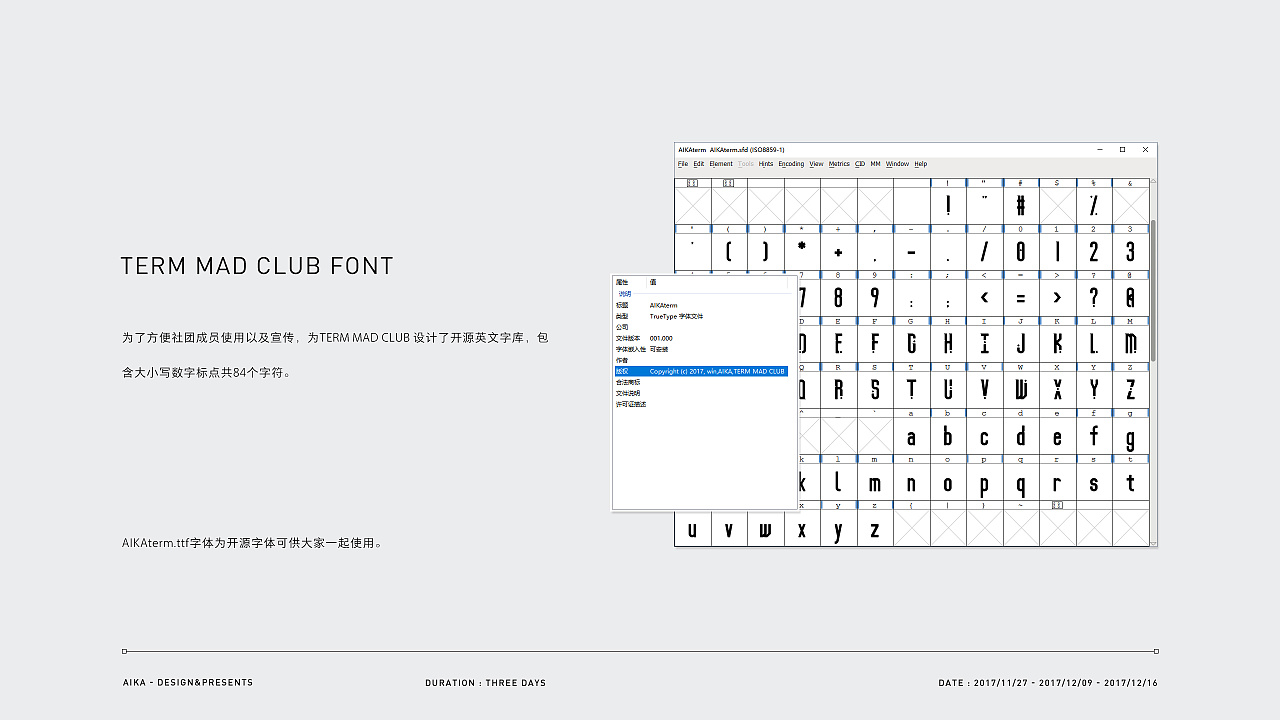 TERM MAD CLUB FONT
为了方便社团成员使用以及宣传，为TERM MAD CLUB 设计了开源英文字库，包
含大小写数字标点共84个字符。
AIKAterm.ttf字体为开源字体可供大家一起使用。
AIKAterm AIKAterm.sfd (ISO8859-1)
File Edit Element Tools Hints Encoding View Metrics CID MM Window Help
! " # $ % &
! " # %
' ( ) * + , - . / 0 1 2 3
' ( ) * + . - . / 0 1 2 3
7 8 9 : ; < = > ? @
7 8 9 : ; < = > ? @
D E F G H I J K L M
D E F G H I J K L M
Q R S T U V W X Y Z
Q R S T U V W X Y Z
^ _ ` a b c d e f g
a b c d e f g
k l m n o p q r s t
k l m n o p q r s t
x y z { | } ~
u v w x y z
属性 值
说明
标题 AIKAterm
类型 TrueType 字体文件
公司
文件版本 001.000
字体嵌入性 可安装
作者
版权 Copyright (c) 2017, win,AIKA,TERM MAD CLUB
合法商标
文件说明
许可证描述
AIKA - DESIGN&PRESENTS
DURATION : THREE DAYS
DATE : 2017/11/27 - 2017/12/09 - 2017/12/16